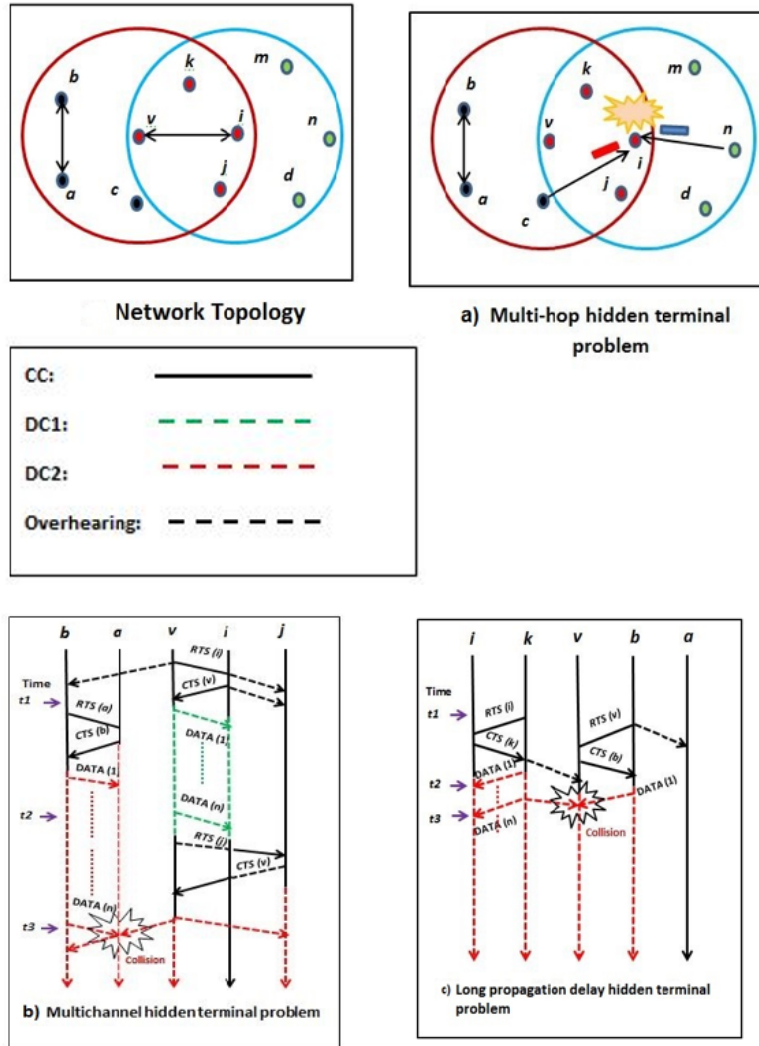 b
k
m
v
i
n
a
c
j
d
Network Topology
b
k
m
v
n
i
a
c
j
d
a) Multi-hop hidden terminal
problem
CC:
DC1:
DC2:
Overhearing:
b a v i j
Time
RTS (i)
CTS (v)
t1
RTS (a)
CTS (b)
DATA (1)
DATA (1)
t2
DATA (n)
RTS (j)
CTS (v)
DATA (n)
t3
Collision
b) Multichannel hidden terminal problem
i k v b a
Time
t1
RTS (i)
RTS (v)
CTS (k)
CTS (b)
DATA (1)
DATA (1)
t2
t3
DATA (n)
Collision
c) Long propagation delay hidden terminal
problem